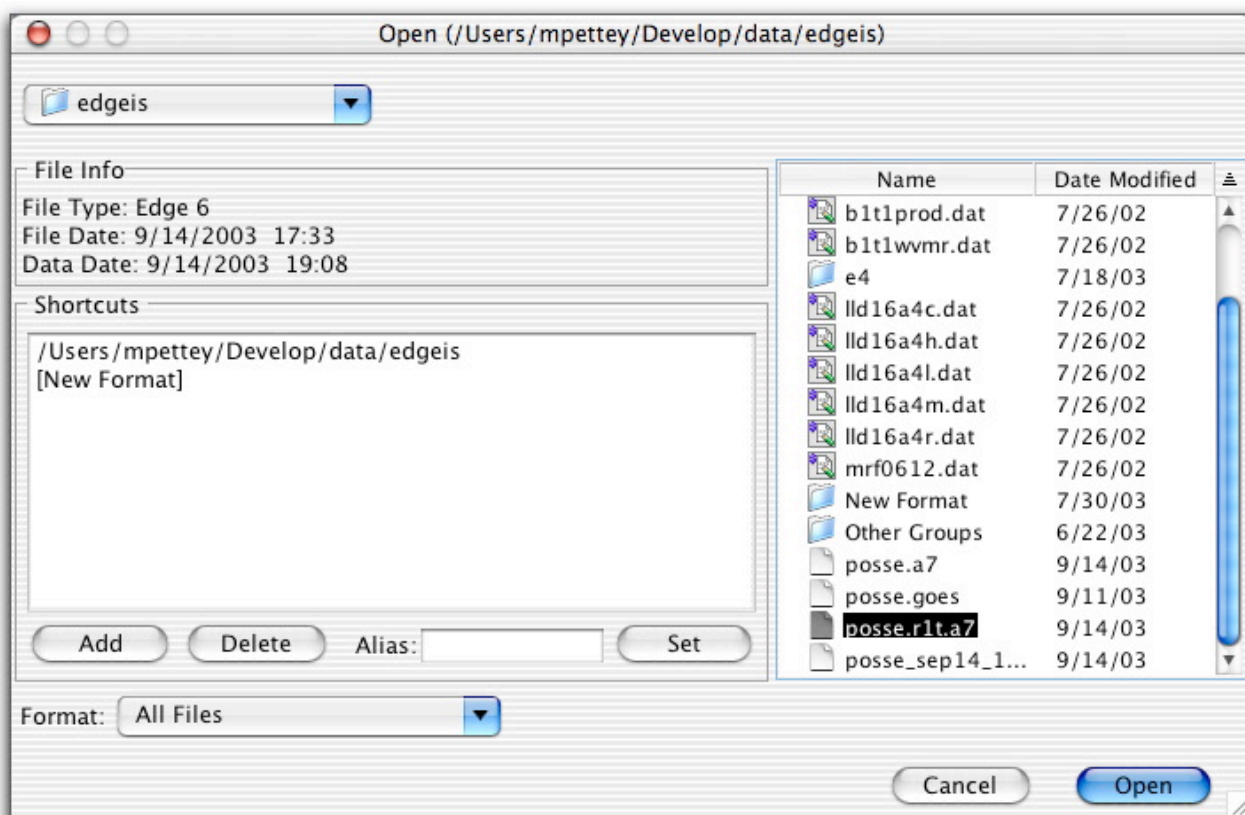 Open (/Users/mpettey/Develop/data/edgeis)
edgeis
File Info
File Type: Edge 6
File Date: 9/14/2003 17:33
Data Date: 9/14/2003 19:08
Shortcuts
/Users/mpettey/Develop/data/edgeis
[New Format]
Add Delete Alias: Set
Name Date Modified
b1t1prod.dat 7/26/02
b1t1wvmr.dat 7/26/02
e4 7/18/03
lld16a4c.dat 7/26/02
lld16a4h.dat 7/26/02
lld16a4l.dat 7/26/02
lld16a4m.dat 7/26/02
lld16a4r.dat 7/26/02
mrf0612.dat 7/26/02
New Format 7/30/03
Other Groups 6/22/03
posse.a7 9/14/03
posse.goes 9/11/03
posse.r1t.a7 9/14/03
posse_sep14_1... 9/14/03
Format: All Files
Cancel Open